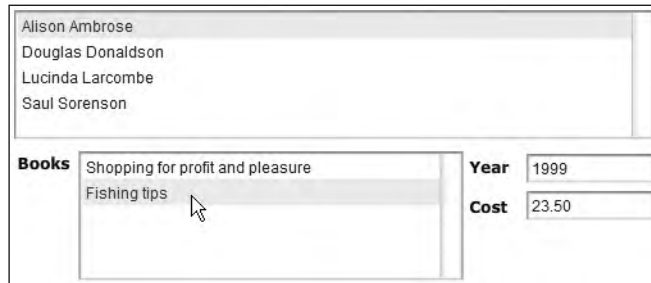 Alison Ambrose
Douglas Donaldson
Lucinda Larcombe
Saul Sorenson
Books
Shopping for profit and pleasure
Fishing tips
Year 1999
Cost 23.50